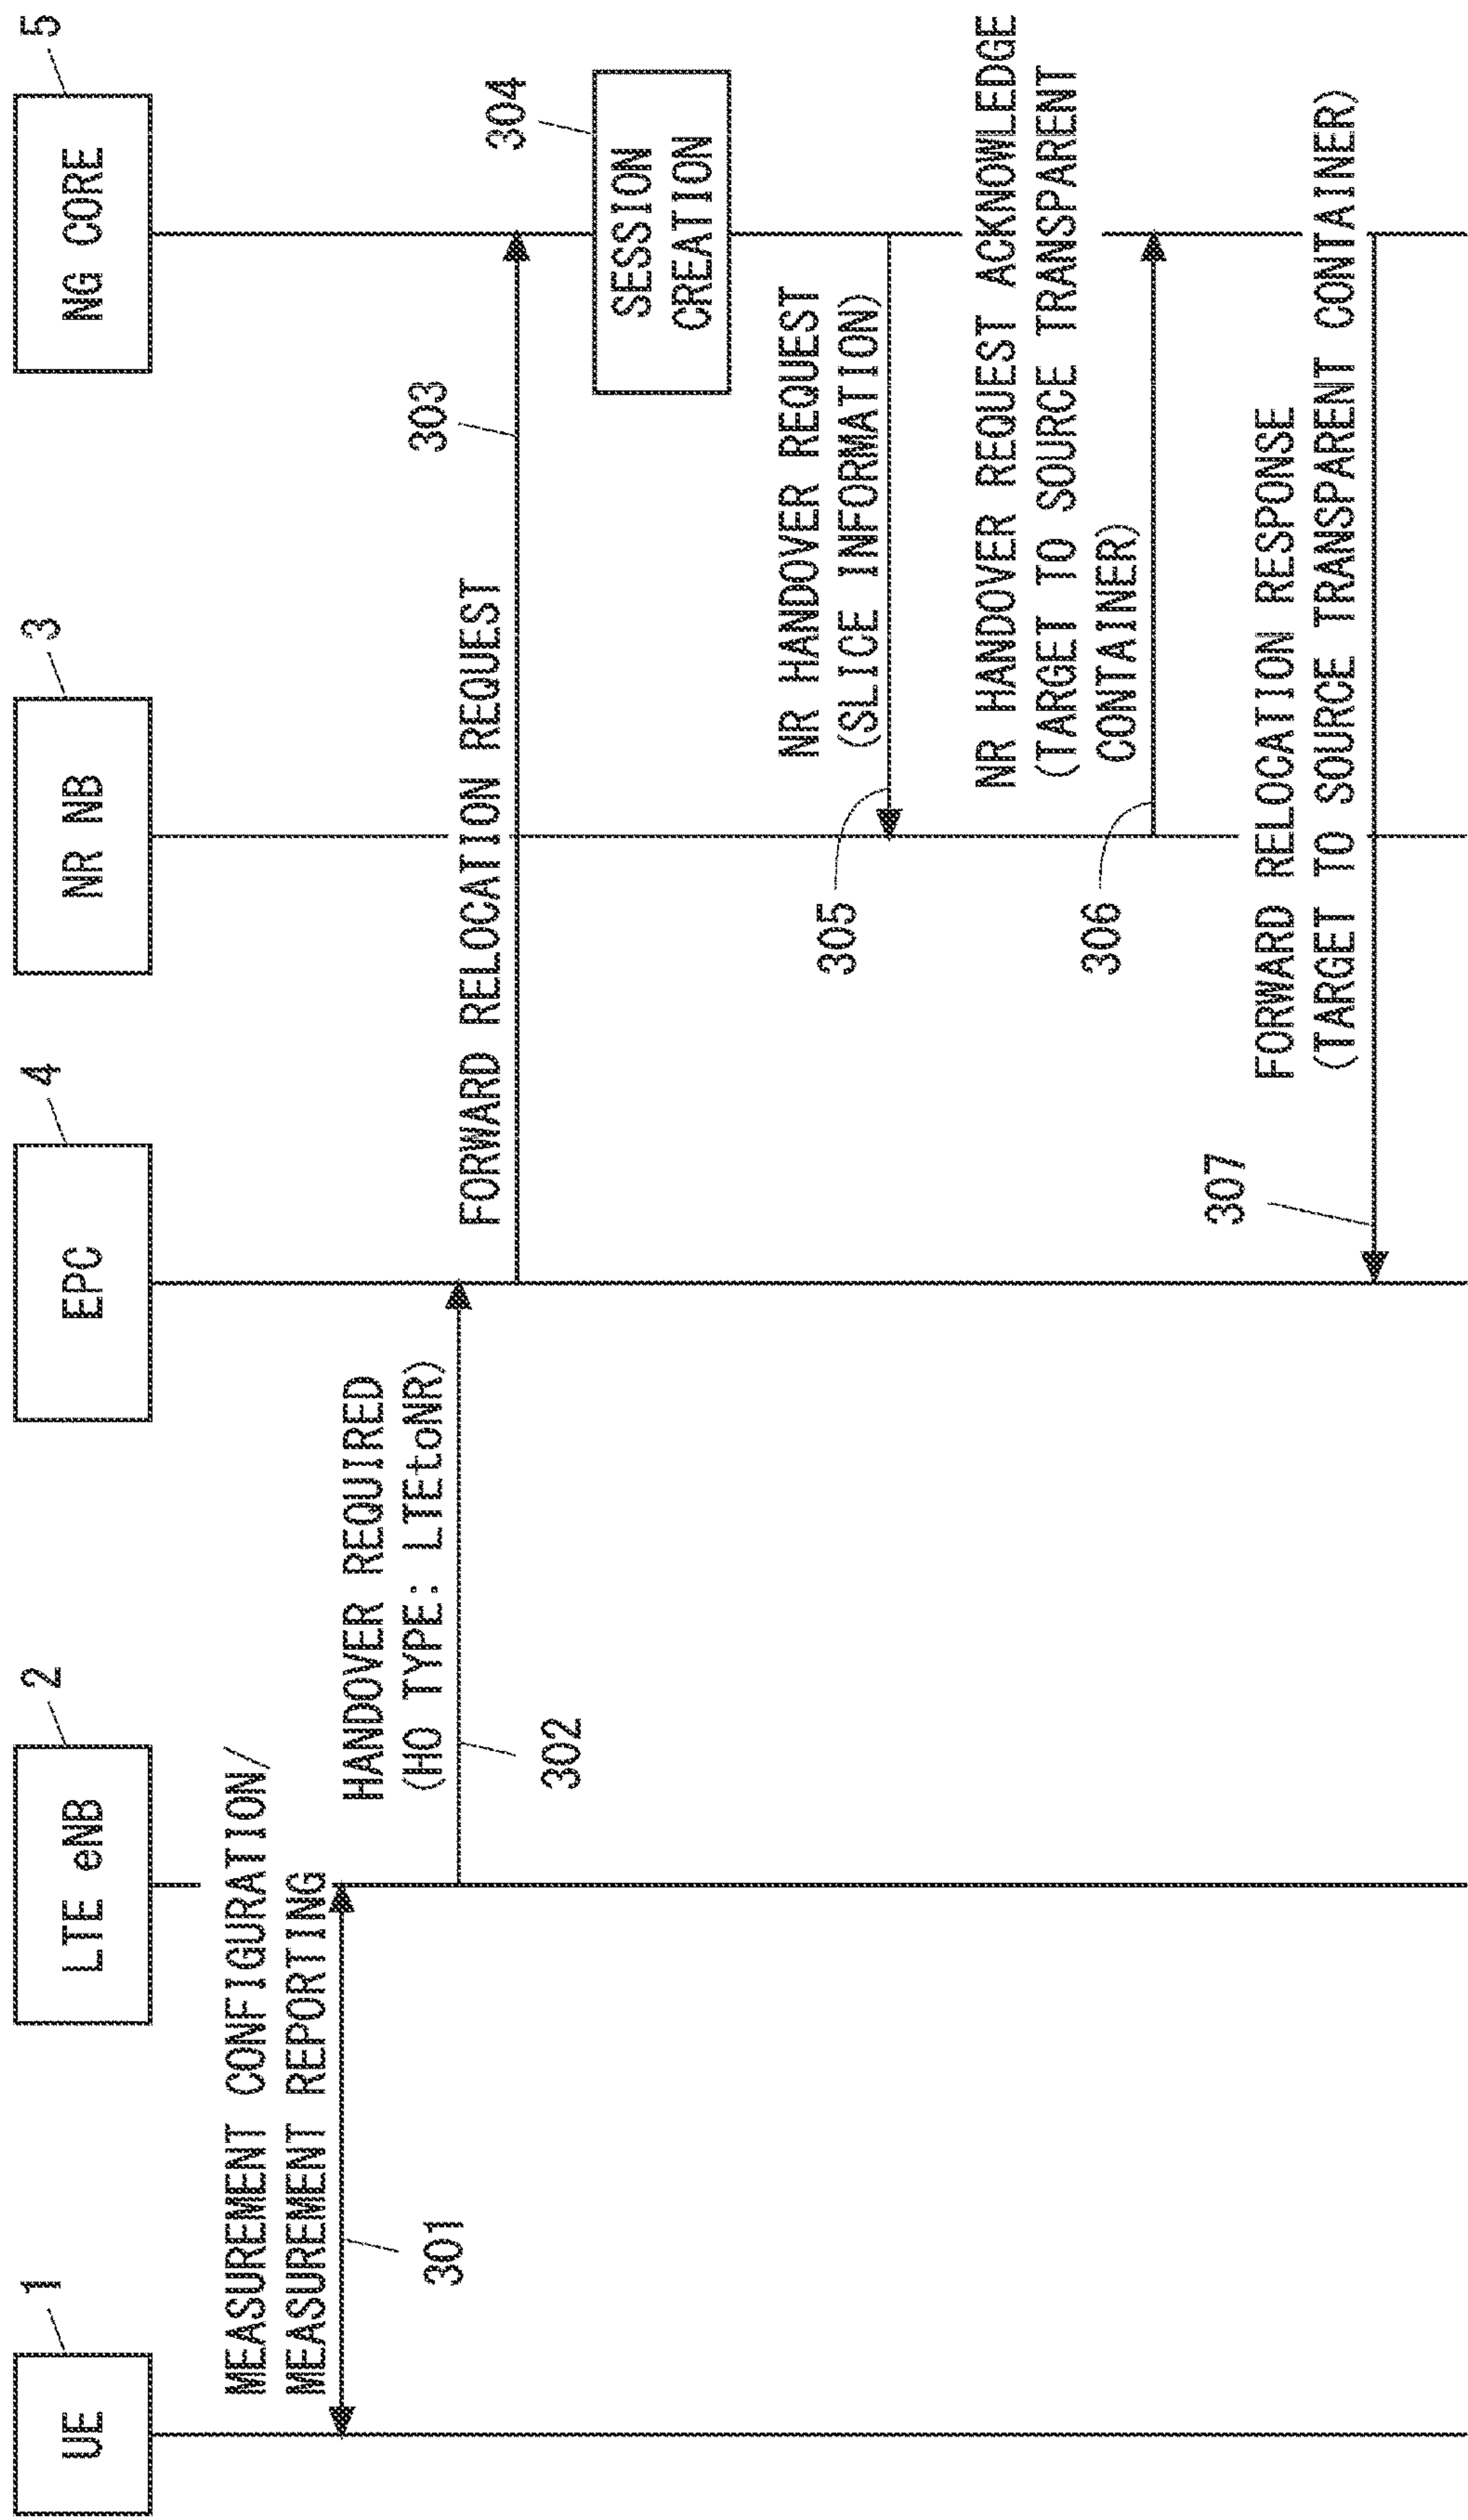 UE
1
LTE eNB
2
EPC
4
NR NB
3
NG CORE
5
MEASUREMENT CONFIGURATION/
MEASUREMENT REPORTING
301
HANDOVER REQUIRED
(HO TYPE: LTEtoNR)
302
FORWARD RELOCATION REQUEST
303
304
SESSION
CREATION
NR HANDOVER REQUEST
(SLICE INFORMATION)
305
NR HANDOVER REQUEST ACKNOWLEDGE
(TARGET TO SOURCE TRANSPARENT
CONTAINER)
306
FORWARD RELOCATION RESPONSE
(TARGET TO SOURCE TRANSPARENT CONTAINER)
307